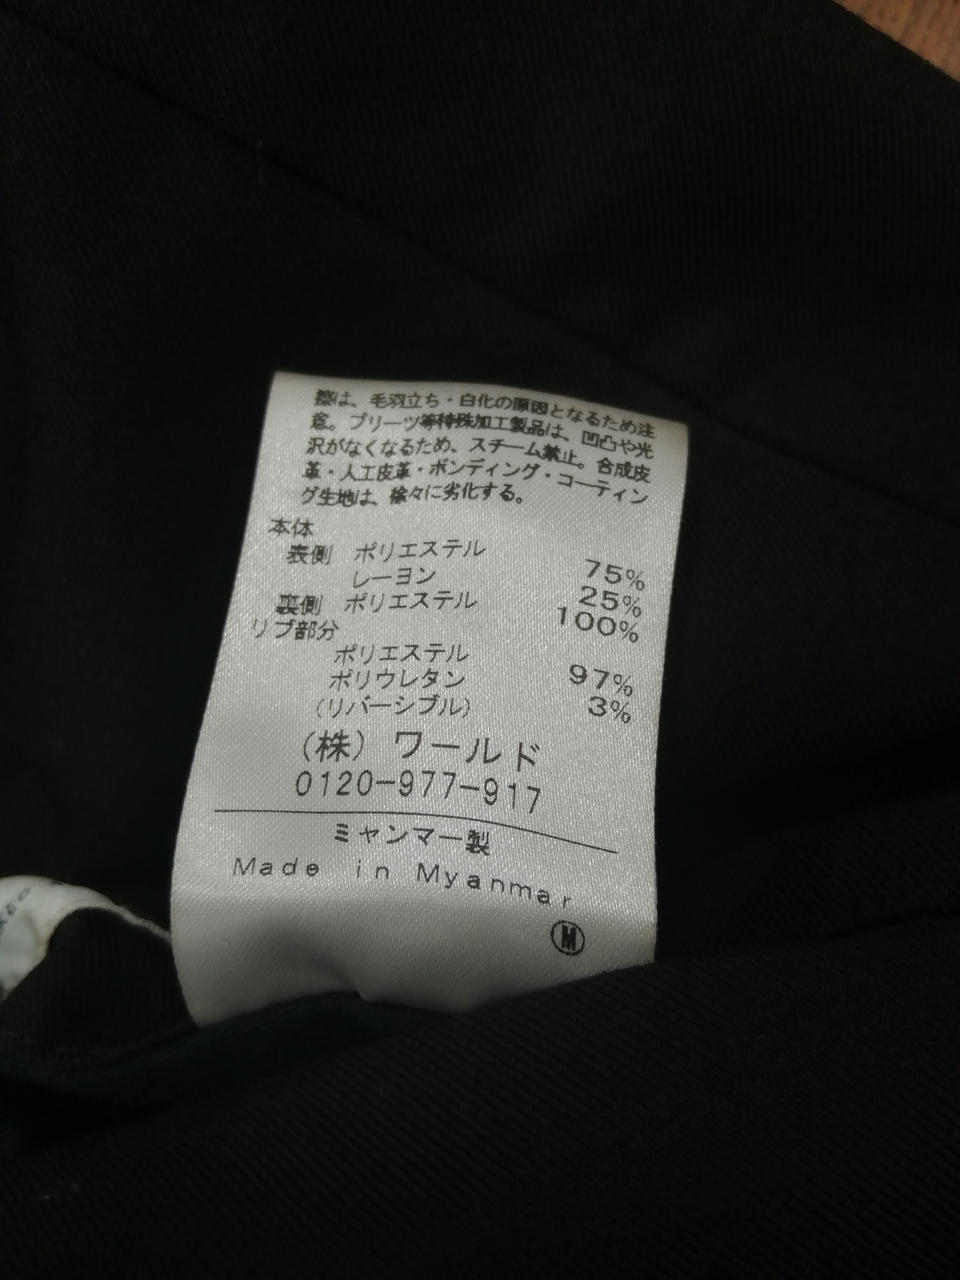 擦は、毛羽立ち・白化の原因となるため注
意。プリーツ等特殊加工製品は、凹凸や光
沢がなくなるため、スチーム禁止。合成皮
革・人工皮革・ボンディング・コーティン
グ生地は、徐々に劣化する。
本体
表側 ポリエステル 75%
レーヨン 25%
裏側 ポリエステル 100%
リブ部分
ポリエステル 97%
ポリウレタン 3%
(リバーシブル)
(株) ワールド
0120-977-917
ミャンマー製
Made in Myanmar
M